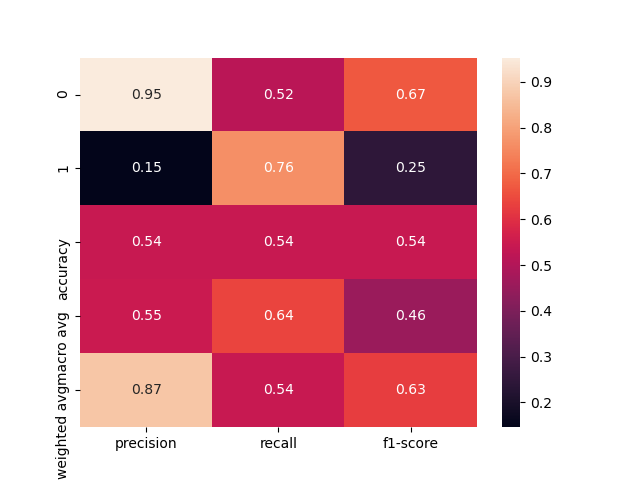 0 0.95 0.52 0.67
1 0.15 0.76 0.25
accuracy 0.54 0.54 0.54
macro avg 0.55 0.64 0.46
weighted avg 0.87 0.54 0.63
precision recall f1-score
0.9
0.8
0.7
0.6
0.5
0.4
0.3
0.2